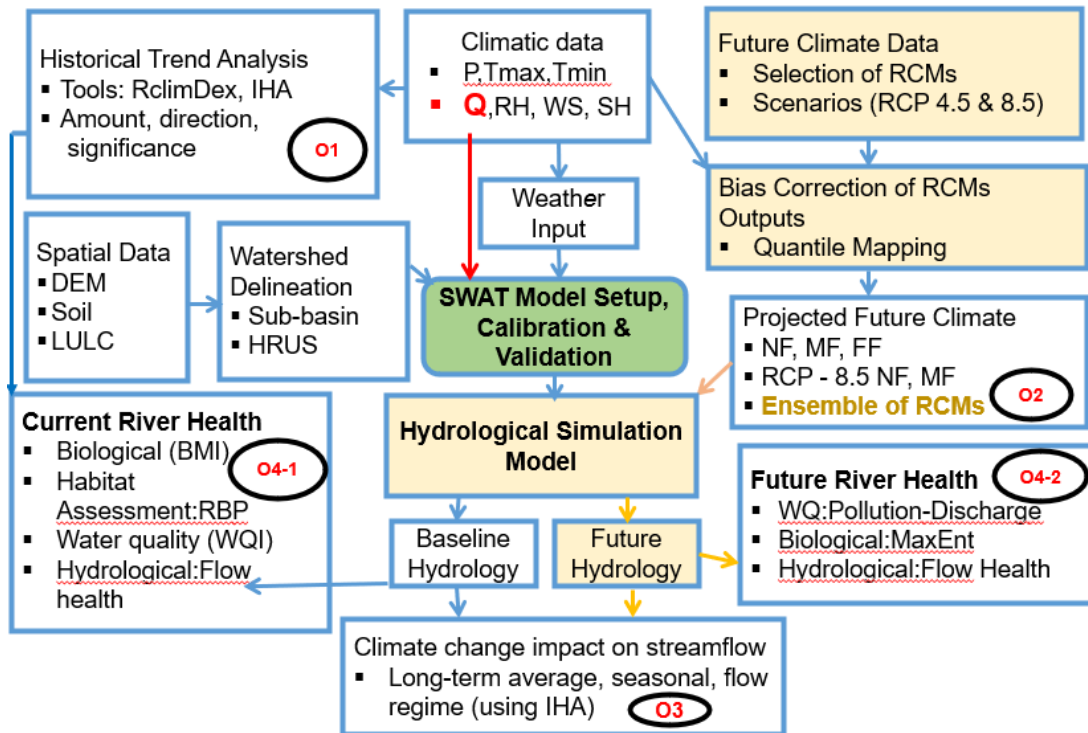 Historical Trend Analysis
▪ Tools: RclimDex, IHA
▪ Amount, direction,
significance
O1
Climatic data
▪ P,Tmax,Tmin
▪ Q,RH, WS, SH
Future Climate Data
▪ Selection of RCMs
▪ Scenarios (RCP 4.5 & 8.5)
Weather
Input
Bias Correction of RCMs
Outputs
▪ Quantile Mapping
Spatial Data
▪ DEM
▪ Soil
▪ LULC
Watershed
Delineation
▪ Sub-basin
▪ HRUS
SWAT Model Setup,
Calibration &
Validation
Projected Future Climate
▪ NF, MF, FF
▪ RCP - 8.5 NF, MF
▪ Ensemble of RCMs
O2
Current River Health
▪ Biological (BMI)
▪ Habitat
Assessment:RBP
▪ Water quality (WQI)
▪ Hydrological:Flow
health
O4-1
Hydrological Simulation
Model
Future River Health
▪ WQ:Pollution-Discharge
▪ Biological:MaxEnt
▪ Hydrological:Flow Health
O4-2
Baseline
Hydrology
Future
Hydrology
Climate change impact on streamflow
▪ Long-term average, seasonal, flow
regime (using IHA)
O3